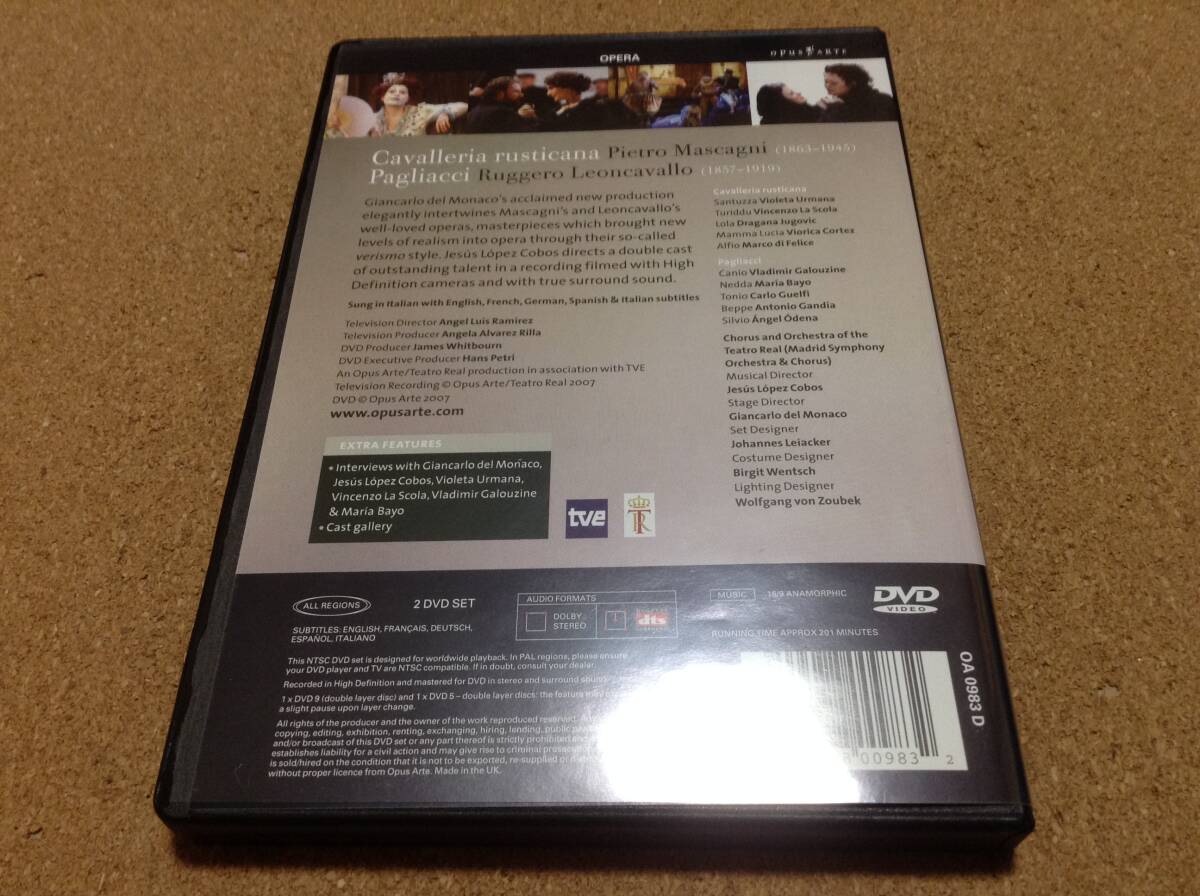 OPERA
OPUS ARTE
Cavalleria rusticana Pietro Mascagni (1863–1945)
Pagliacci Ruggero Leoncavallo (1857–1919)
Giancarlo del Monaco's acclaimed new production
elegantly intertwines Mascagni's and Leoncavallo's
well-loved operas, masterpieces which brought new
levels of realism into opera through their so-called
verismo style. Jesús López Cobos directs a double cast
of outstanding talent in a recording filmed with High
Definition cameras and with true surround sound.
Sung in Italian with English, French, German, Spanish & Italian subtitles
Television Director Angel Luis Ramírez
Television Producer Angela Alvarez Rilla
DVD Producer James Whitbourn
DVD Executive Producer Hans Petri
An Opus Arte/Teatro Real production in association with TVE
Television Recording © Opus Arte/Teatro Real 2007
DVD © Opus Arte 2007
www.opusarte.com
EXTRA FEATURES
• Interviews with Giancarlo del Monaco,
Jesús López Cobos, Violeta Urmana,
Vincenzo La Scola, Vladimir Galouzine
& María Bayo
• Cast gallery
tve
TR
Cavalleria rusticana
Santuzza Violeta Urmana
Turiddu Vincenzo La Scola
Lola Dragana Jugovic
Mamma Lucia Viorica Cortez
Alfio Marco di Felice
Pagliacci
Canio Vladimir Galouzine
Nedda María Bayo
Tonio Carlo Guelfi
Beppe Antonio Gandía
Silvio Ángel Ódena
Chorus and Orchestra of the
Teatro Real (Madrid Symphony
Orchestra & Chorus)
Musical Director
Jesús López Cobos
Stage Director
Giancarlo del Monaco
Set Designer
Johannes Leiacker
Costume Designer
Birgit Wentsch
Lighting Designer
Wolfgang von Zoubek
ALL REGIONS
2 DVD SET
SUBTITLES: ENGLISH, FRANÇAIS, DEUTSCH,
ESPAÑOL, ITALIANO
AUDIO FORMATS
DOLBY
STEREO
dts
MUSIC
16/9 ANAMORPHIC
DVD
VIDEO
RUNNING TIME APPROX 201 MINUTES
This NTSC DVD set is designed for worldwide playback. In PAL regions, please ensure
your DVD player and TV are NTSC compatible. If in doubt, consult your dealer.
Recorded in High Definition and mastered for DVD in stereo and surround
1 x DVD 9 (double layer disc) and 1 x DVD 5 – double layer discs: the feature may
a slight pause upon layer change.
All rights of the producer and the owner of the work reproduced reserved.
copying, editing, exhibition, renting, exchanging, hiring, lending, public
and/or broadcast of this DVD set or any part thereof is strictly prohibited
establishes liability for a civil action and may give rise to criminal
is sold/hired on the condition that it is not to be exported, re-supplied or
without proper licence from Opus Arte. Made in the UK.
00983 2
OA 0983 D